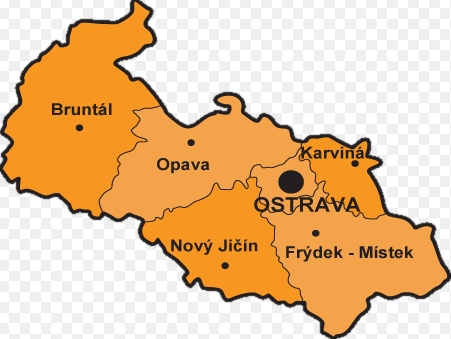 Bruntál
Opava
Karviná
OSTRAVA
Nový Jičín
Frýdek - Místek